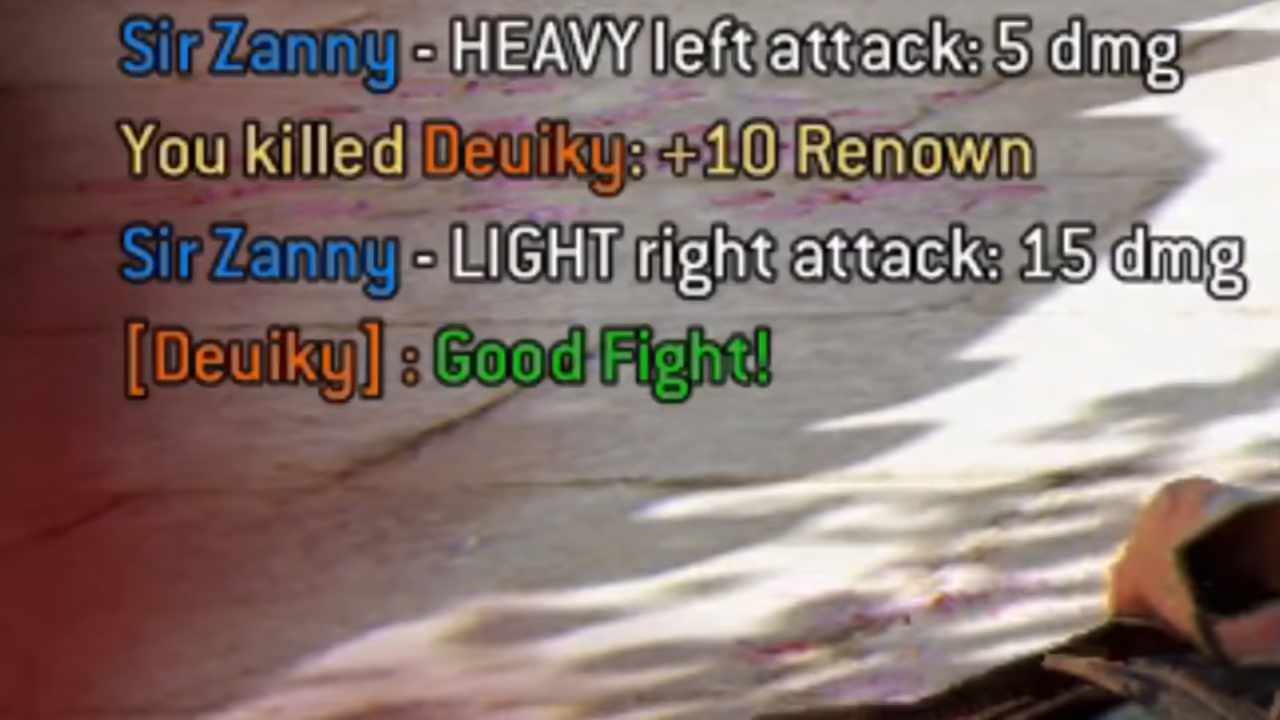 Sir Zanny - HEAVY left attack: 5 dmg
You killed Deuiky: +10 Renown
Sir Zanny - LIGHT right attack: 15 dmg
[Deuiky] : Good Fight!